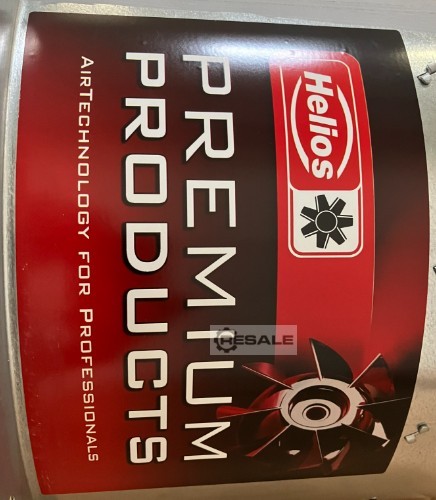 Helios
PREMIUM
PRODUCTS
AIRTECHNOLOGY FOR PROFESSIONALS
RESALE